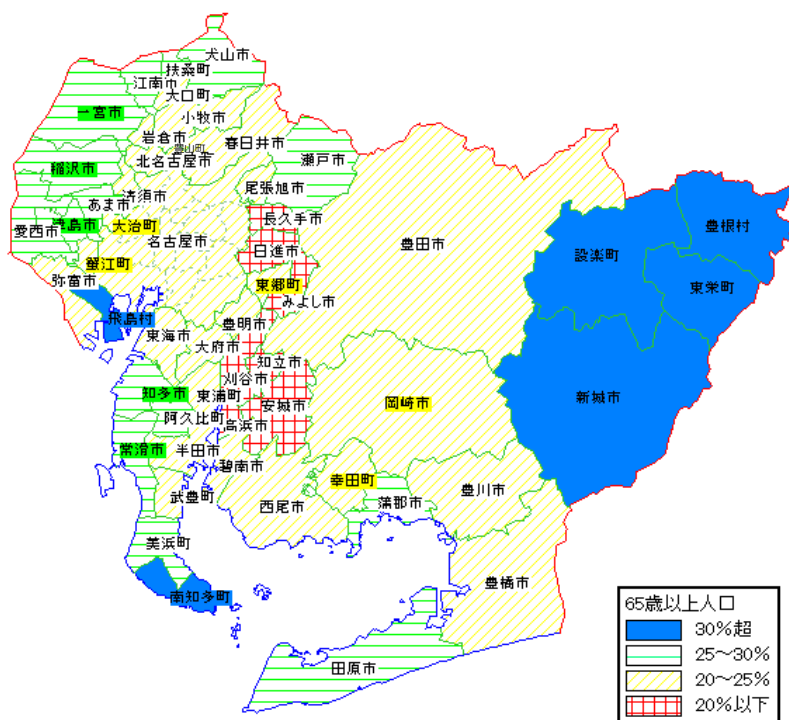 犬山市
扶桑町
江南市
大口町
一宮市
小牧市
岩倉市
豊山町
春日井市
北名古屋市
瀬戸市
稲沢市
尾張旭市
清須市
あま市
長久手市
津島市
大治町
愛西市
名古屋市
日進市
豊田市
設楽町
豊根村
蟹江町
東郷町
弥富市
みよし市
東栄町
飛島村
豊明市
東海市
大府市
知立市
刈谷市
知多市
東浦町
新城市
安城市
岡崎市
阿久比町
高浜市
常滑市
半田市
碧南市
幸田町
武豊町
西尾市
蒲郡市
豊川市
美浜町
豊橋市
南知多町
田原市
65歳以上人口
30%超
25～30%
20～25%
20%以下